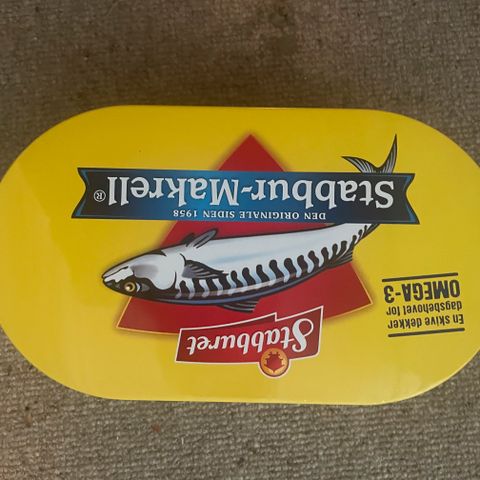 Stabburet
En skive dekker
dagsbehovet for
OMEGA-3
DEN ORIGINALE SIDEN 1958
Stabbur-Makrell®